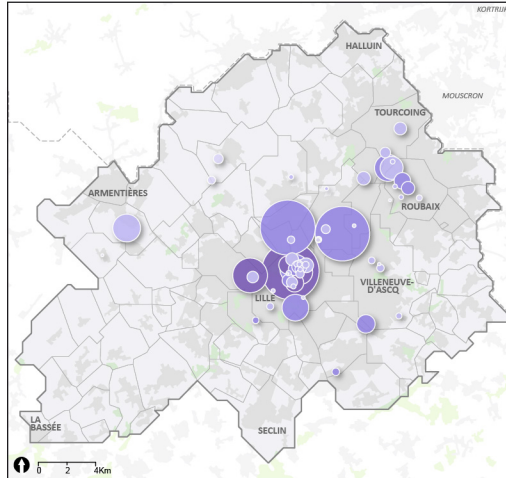 KORTRIJK
HALLUIN
MOUSCRON
TOURCOING
ARMENTIÈRES
ROUBAIX
VILLENEUVE-
D'ASCQ
LILLE
LA
BASSÉE
SECLIN
0 2 4Km